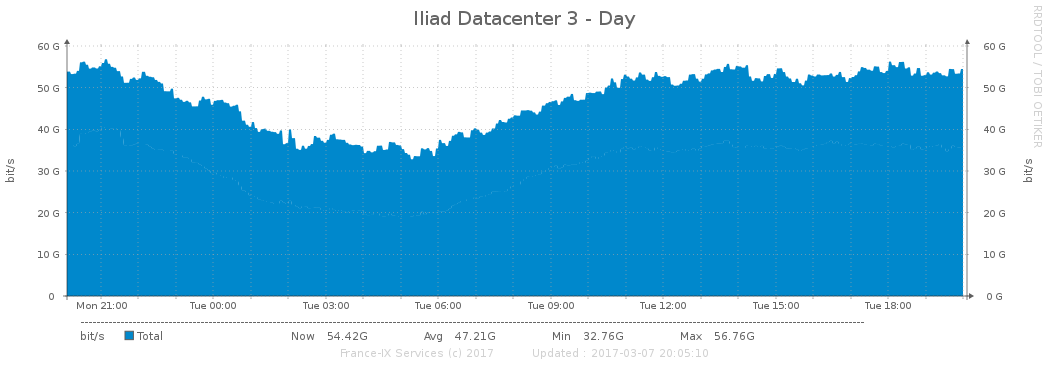 Iliad Datacenter 3 - Day
RRDTOOL / TOBI OETIKER
60 G
50 G
40 G
30 G
20 G
10 G
0
60 G
50 G
40 G
30 G
20 G
10 G
0 G
bit/s
bit/s
Mon 21:00 Tue 00:00 Tue 03:00 Tue 06:00 Tue 09:00 Tue 12:00 Tue 15:00 Tue 18:00
bit/s Total Now 54.42G Avg 47.21G Min 32.76G Max 56.76G
France-IX Services (c) 2017 Updated : 2017-03-07 20:05:10